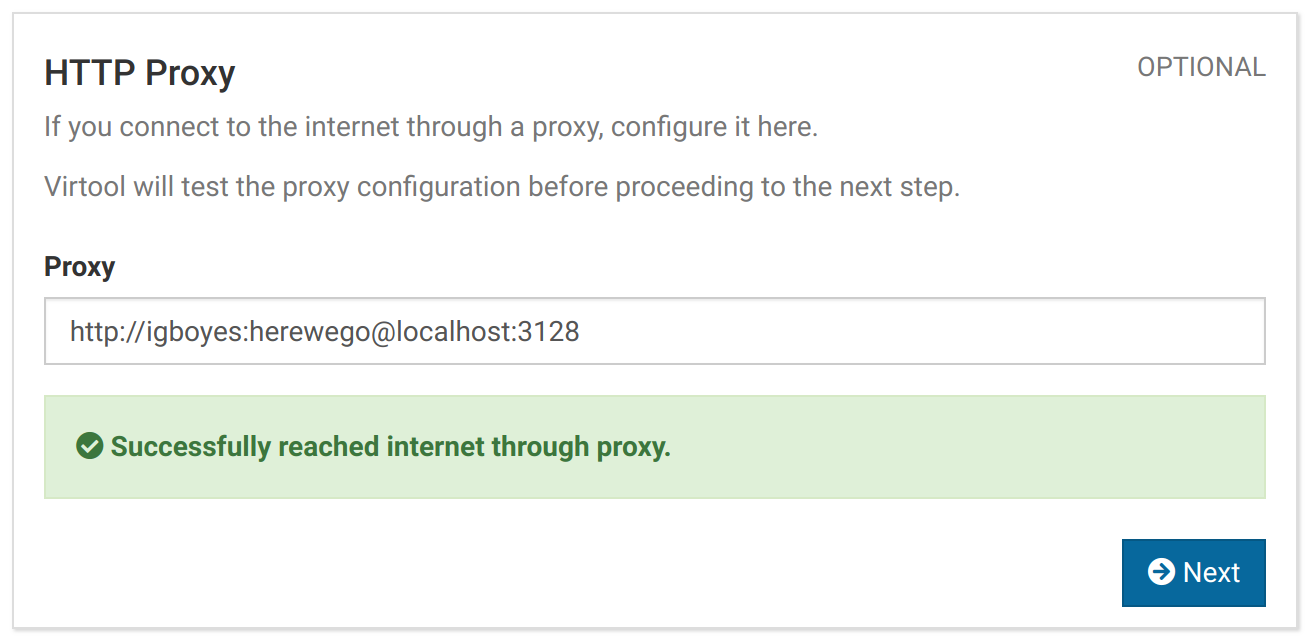 HTTP Proxy
OPTIONAL
If you connect to the internet through a proxy, configure it here.
Virtool will test the proxy configuration before proceeding to the next step.
Proxy
http://igboyes:herewego@localhost:3128
Successfully reached internet through proxy.
Next